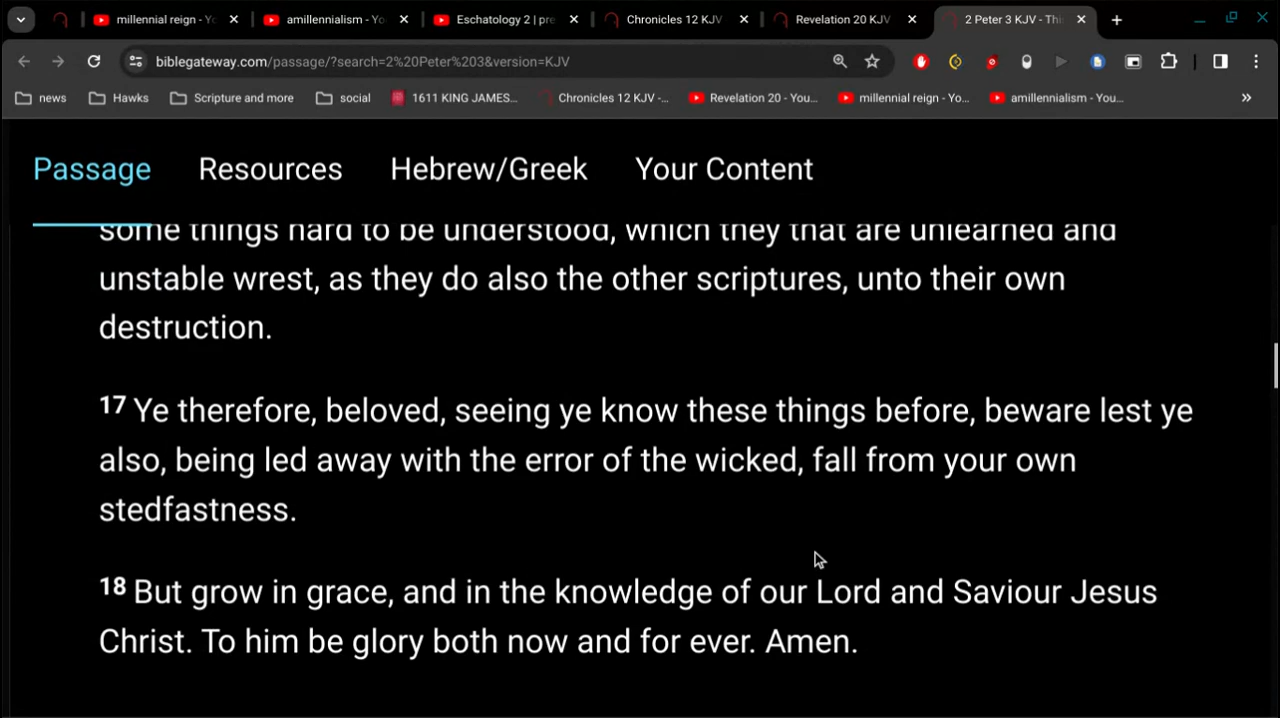 millennial reign - Yo
amillennialism - Yo
Eschatology 2 | pre
Chronicles 12 KJV
Revelation 20 KJV
2 Peter 3 KJV - Thi
biblegateway.com/passage/?search=2%20Peter%203&version=KJV
news
Hawks
Scripture and more
social
1611 KING JAMES...
Chronicles 12 KJV -...
Revelation 20 - You...
millennial reign - Yo...
amillennialism - You...
Passage
Resources
Hebrew/Greek
Your Content
some things hard to be understood, which they that are unlearned and
unstable wrest, as they do also the other scriptures, unto their own
destruction.
17 Ye therefore, beloved, seeing ye know these things before, beware lest ye
also, being led away with the error of the wicked, fall from your own
stedfastness.
18 But grow in grace, and in the knowledge of our Lord and Saviour Jesus
Christ. To him be glory both now and for ever. Amen.